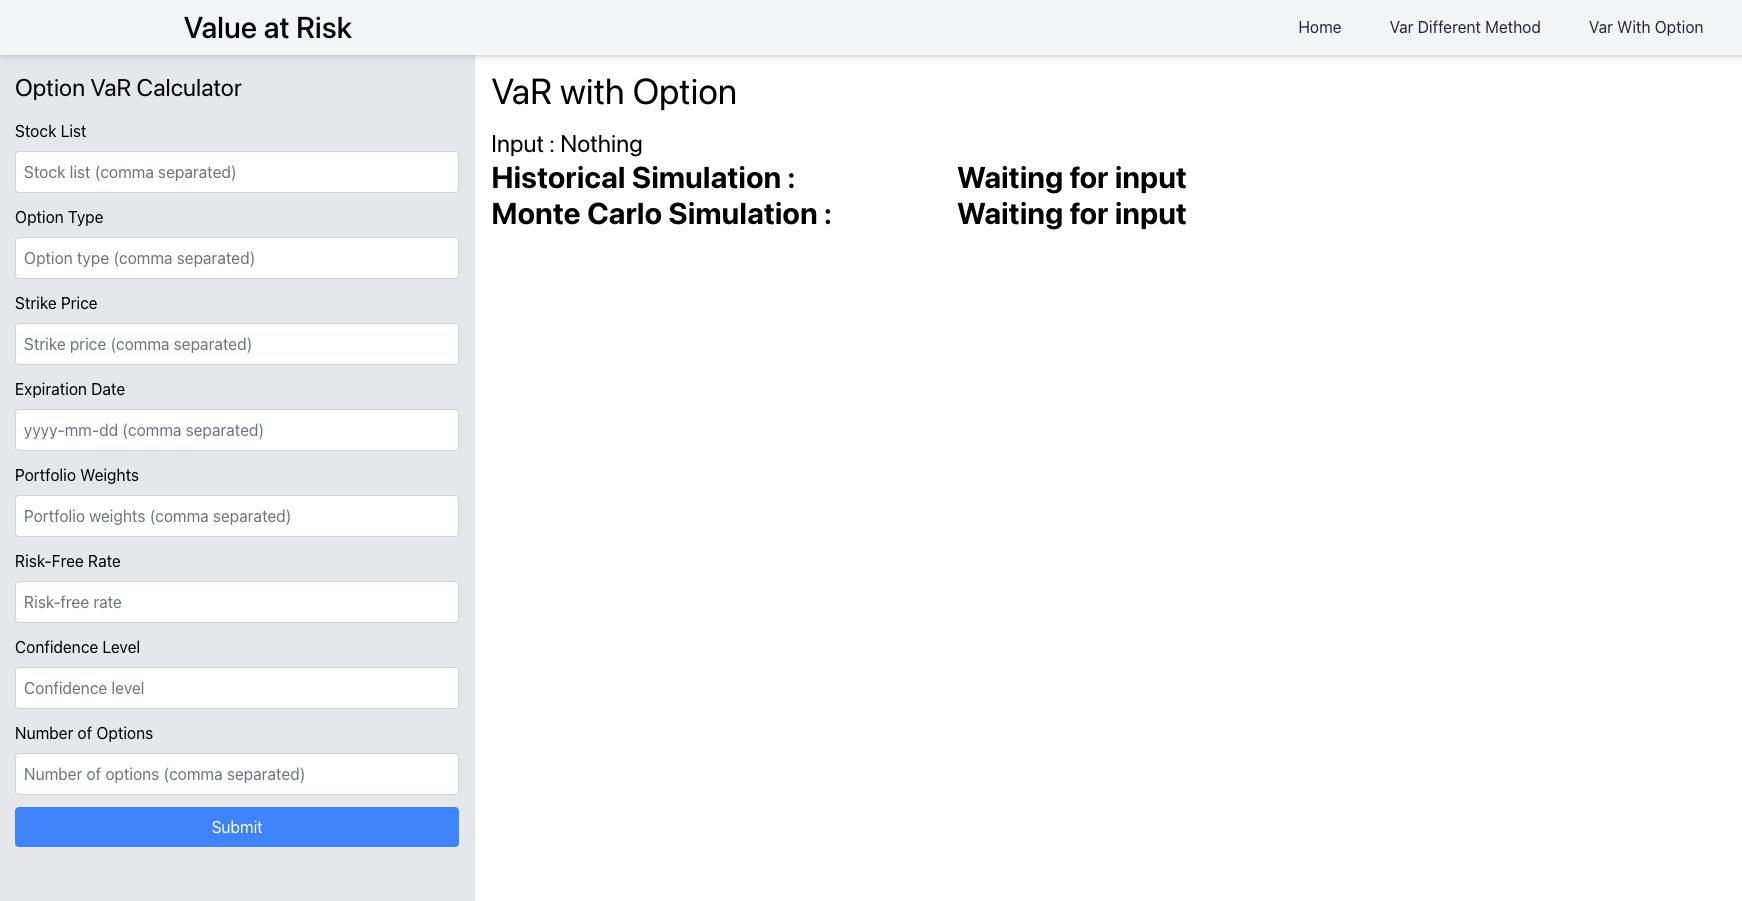 Value at Risk
Home Var Different Method Var With Option
Option VaR Calculator
Stock List
Stock list (comma separated)
Option Type
Option type (comma separated)
Strike Price
Strike price (comma separated)
Expiration Date
yyyy-mm-dd (comma separated)
Portfolio Weights
Portfolio weights (comma separated)
Risk-Free Rate
Risk-free rate
Confidence Level
Confidence level
Number of Options
Number of options (comma separated)
Submit
VaR with Option
Input : Nothing
Historical Simulation : Waiting for input
Monte Carlo Simulation : Waiting for input